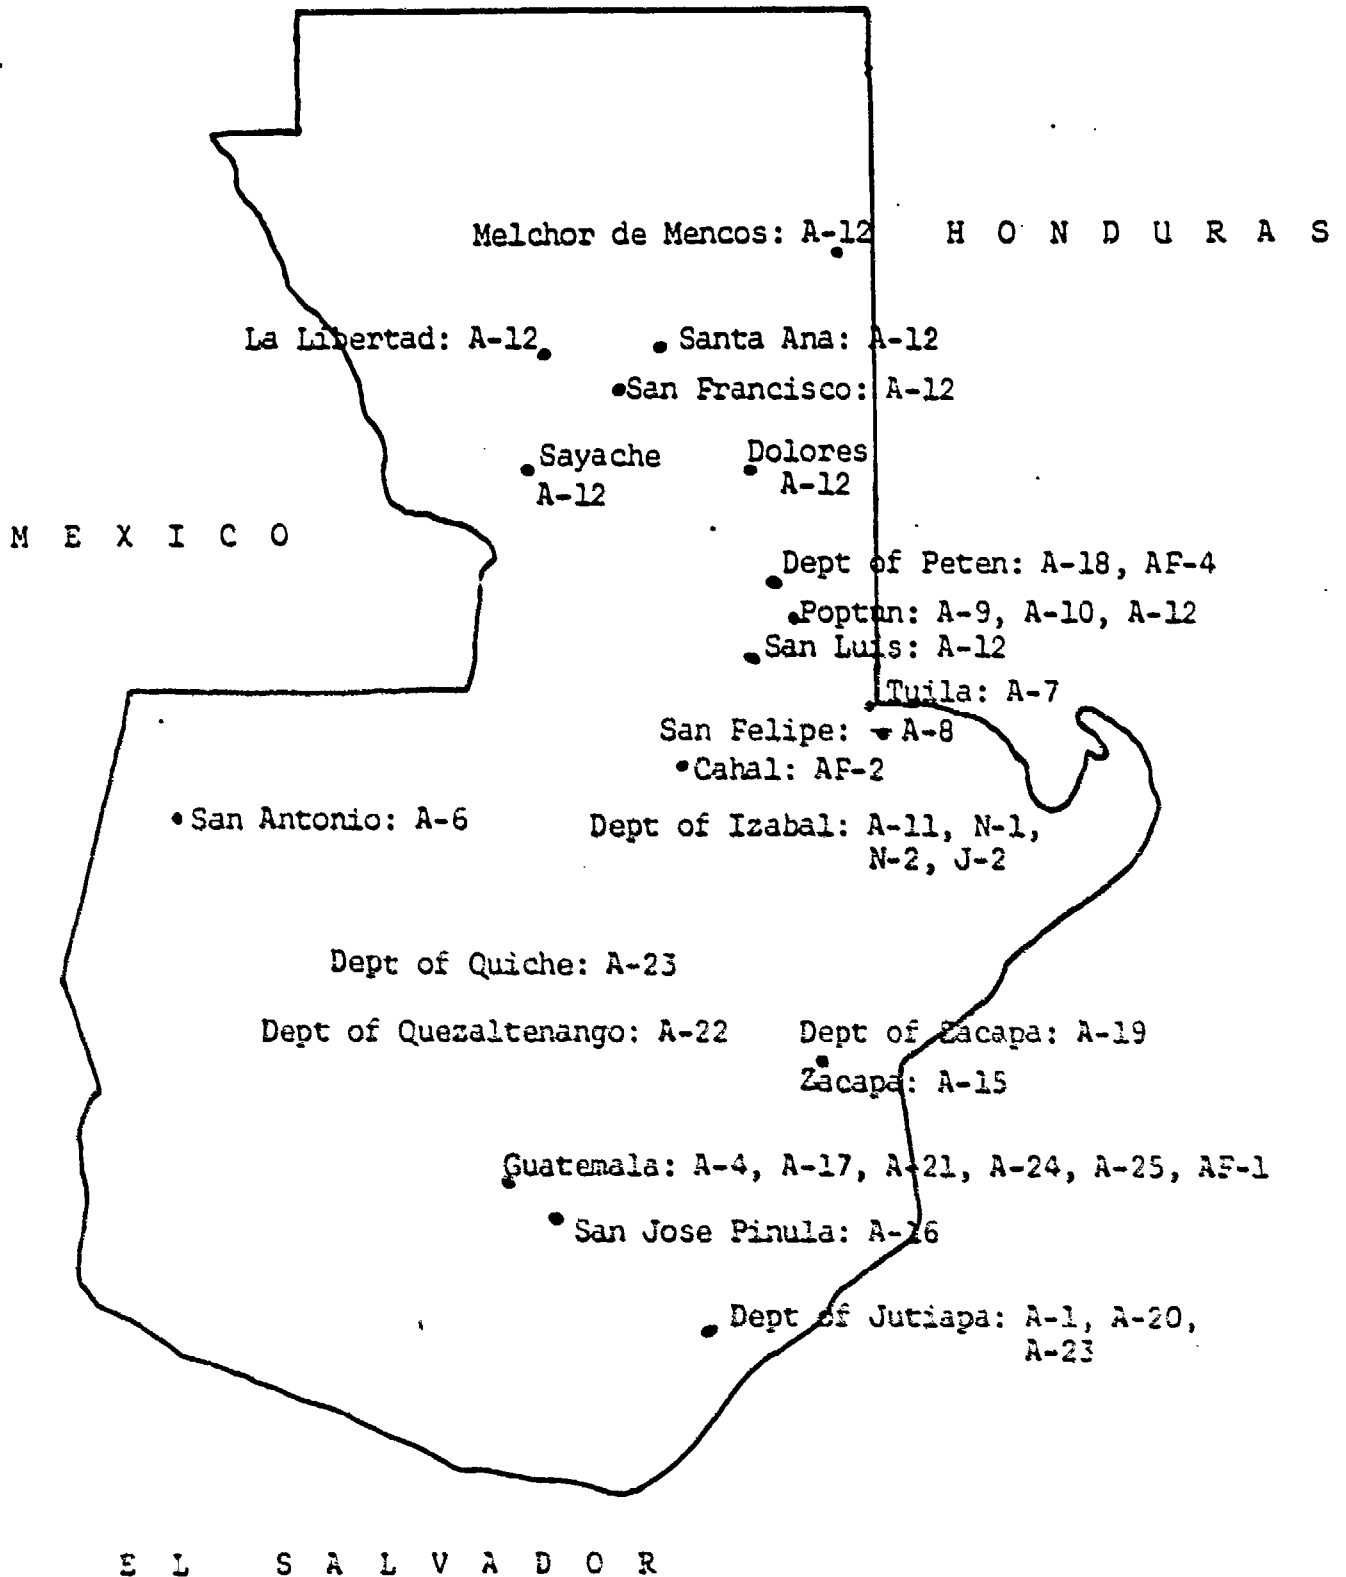 Melchor de Mencos: A-12
H O N D U R A S
La Libertad: A-12
Santa Ana: A-12
San Francisco: A-12
Sayache
A-12
Dolores
A-12
M E X I C O
Dept of Peten: A-18, AF-4
Poptun: A-9, A-10, A-12
San Luis: A-12
Tuila: A-7
San Felipe: A-8
Cahal: AF-2
San Antonio: A-6
Dept of Izabal: A-11, N-1,
N-2, J-2
Dept of Quiche: A-23
Dept of Quezaltenango: A-22
Dept of Zacapa: A-19
Zacapa: A-15
Guatemala: A-4, A-17, A-21, A-24, A-25, AF-1
San Jose Pinula: A-16
Dept of Jutiapa: A-1, A-20,
A-23
E L S A L V A D O R